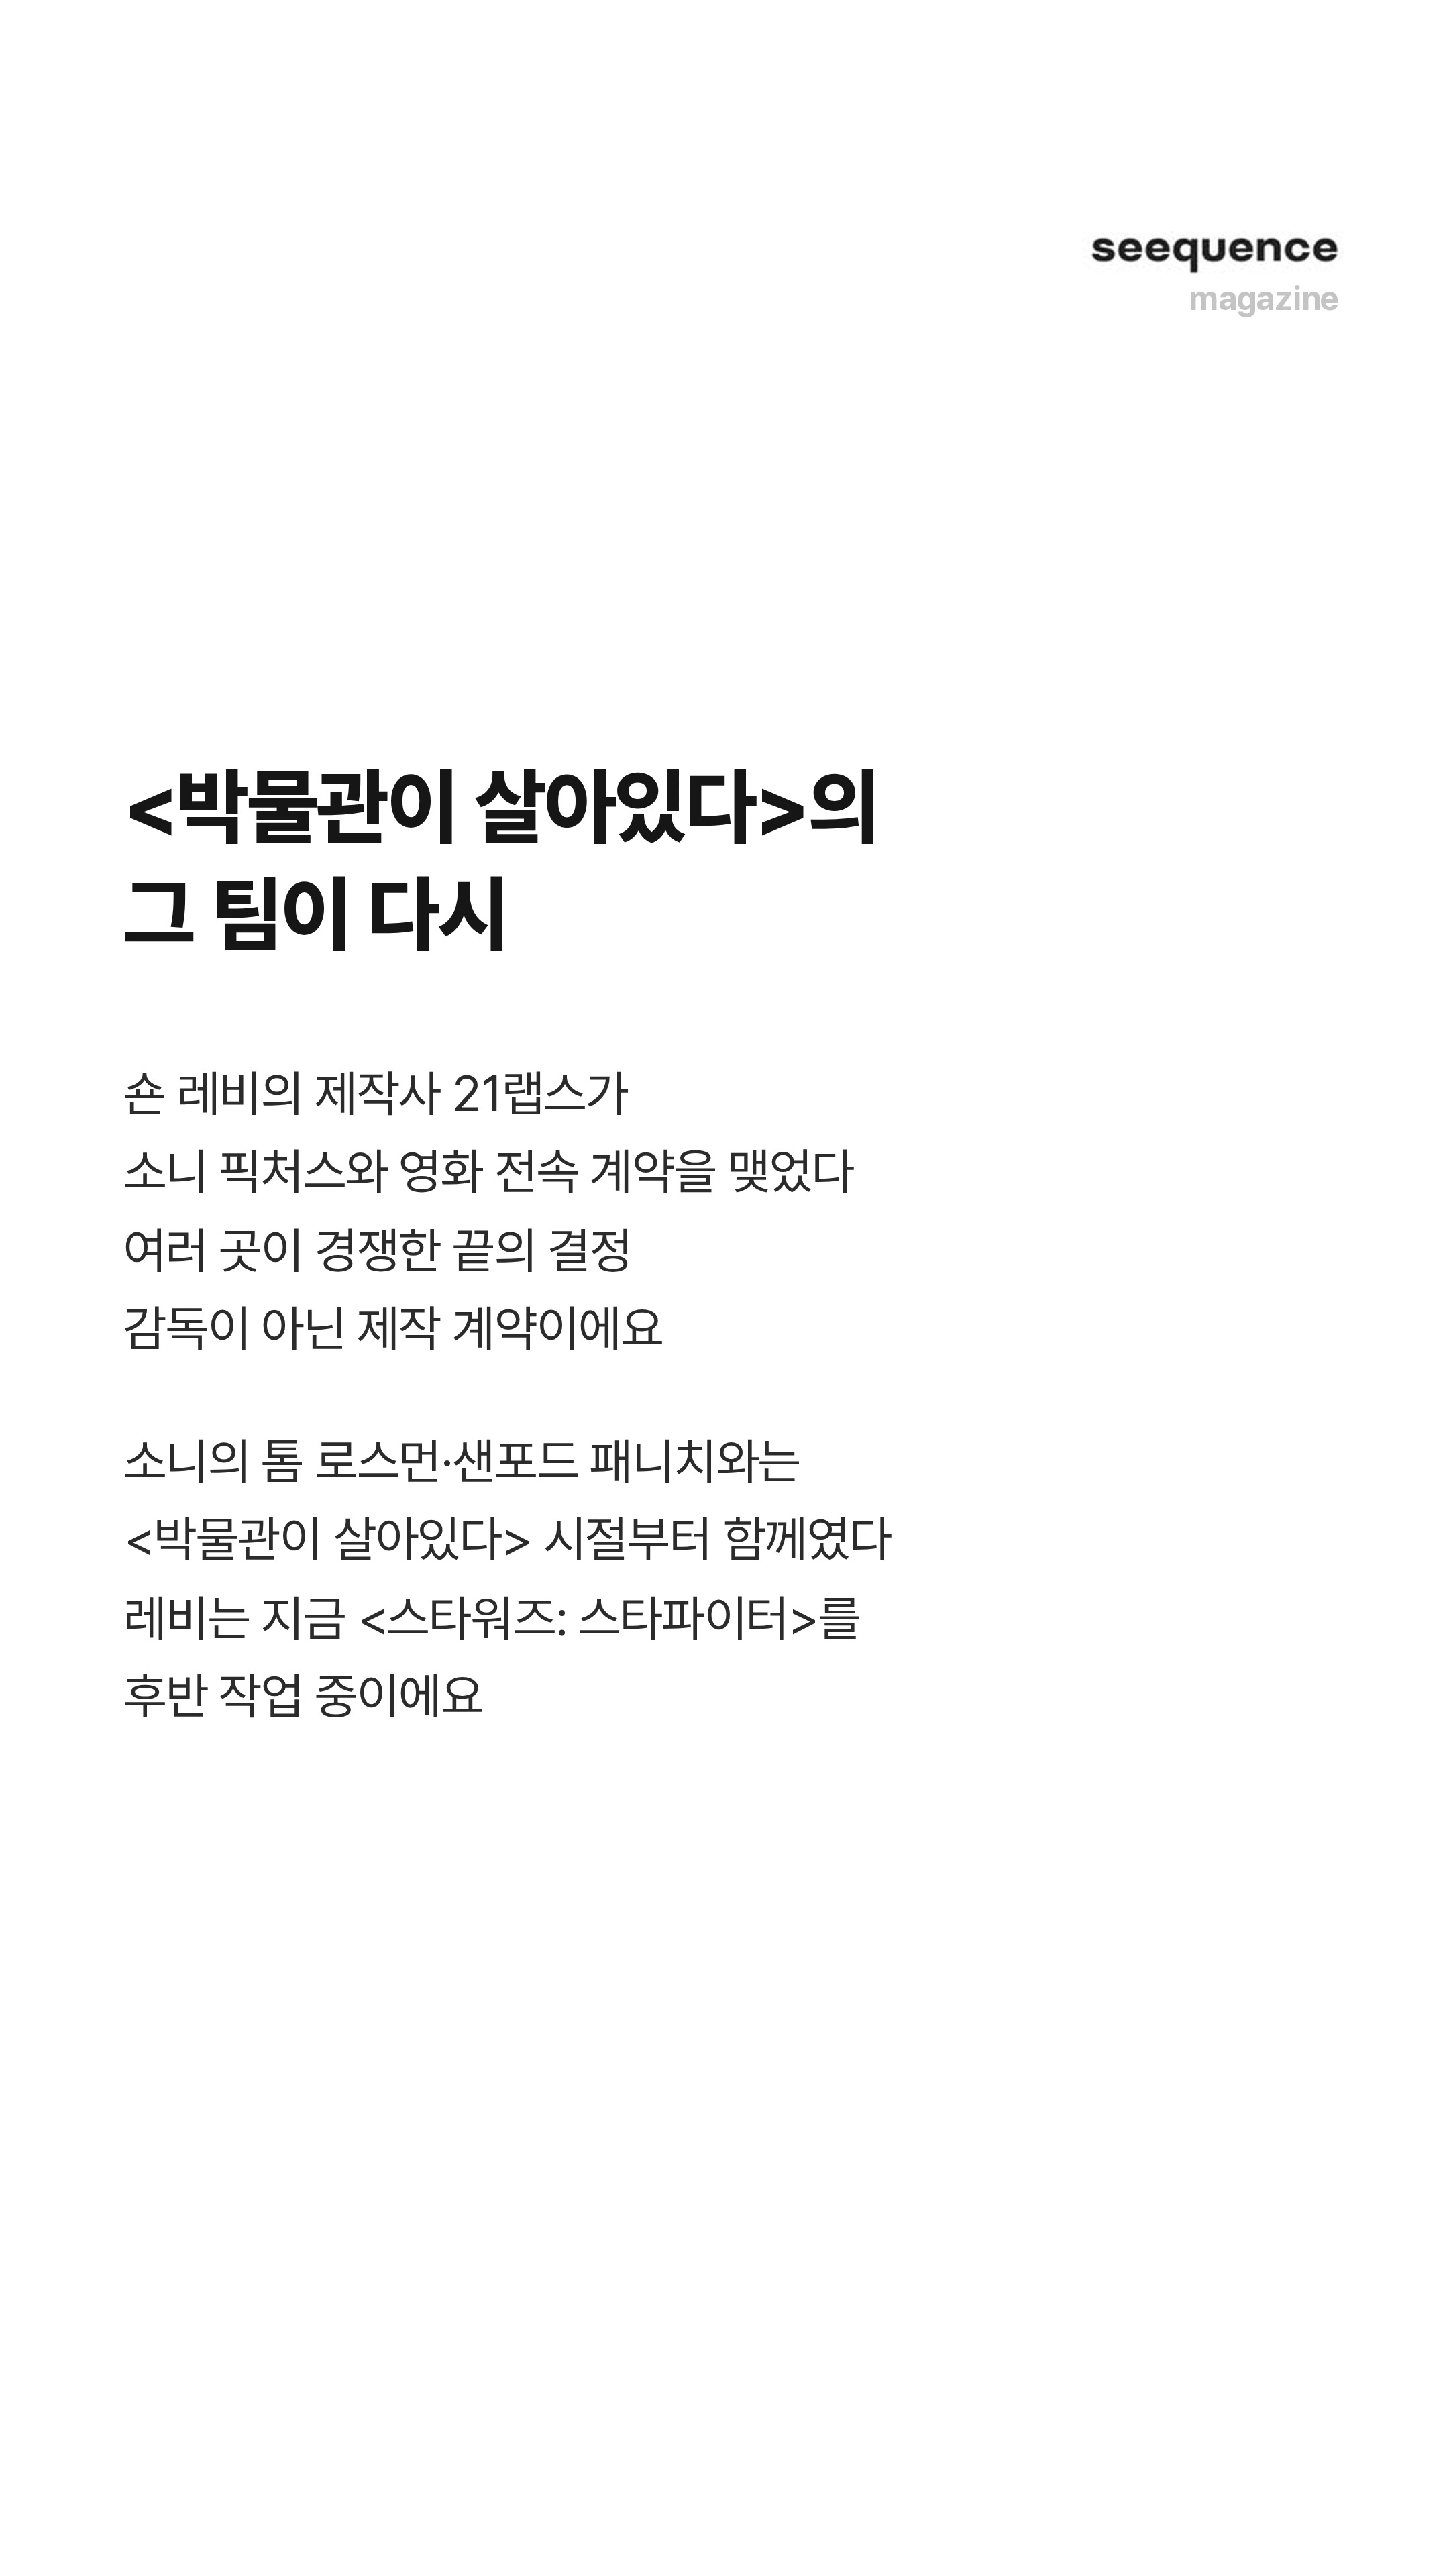 seequence
magazine
<박물관이 살아있다>의
그 팀이 다시
숀 레비의 제작사 21랩스가
소니 픽처스와 영화 전속 계약을 맺었다
여러 곳이 경쟁한 끝의 결정
감독이 아닌 제작 계약이에요
소니의 톰 로스먼·샌포드 패니치와는
<박물관이 살아있다> 시절부터 함께였다
레비는 지금 <스타워즈: 스타파이터>를
후반 작업 중이에요